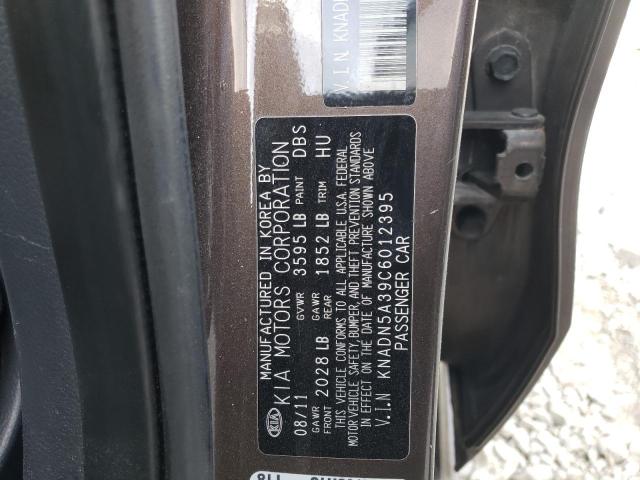 MANUFACTURED IN KOREA BY
KIA KIA MOTORS CORPORATION
08/11 GVWR 3595 LB PAINT DBS
GAWR FRONT 2028 LB GAWR REAR 1852 LB TRIM HU
THIS VEHICLE CONFORMS TO ALL APPLICABLE U.S.A. FEDERAL
MOTOR VEHICLE SAFETY, BUMPER, AND THEFT PREVENTION STANDARDS
IN EFFECT ON THE DATE OF MANUFACTURE SHOWN ABOVE
V.I.N KNADN5A39C6012395
PASSENGER CAR
V.I.N